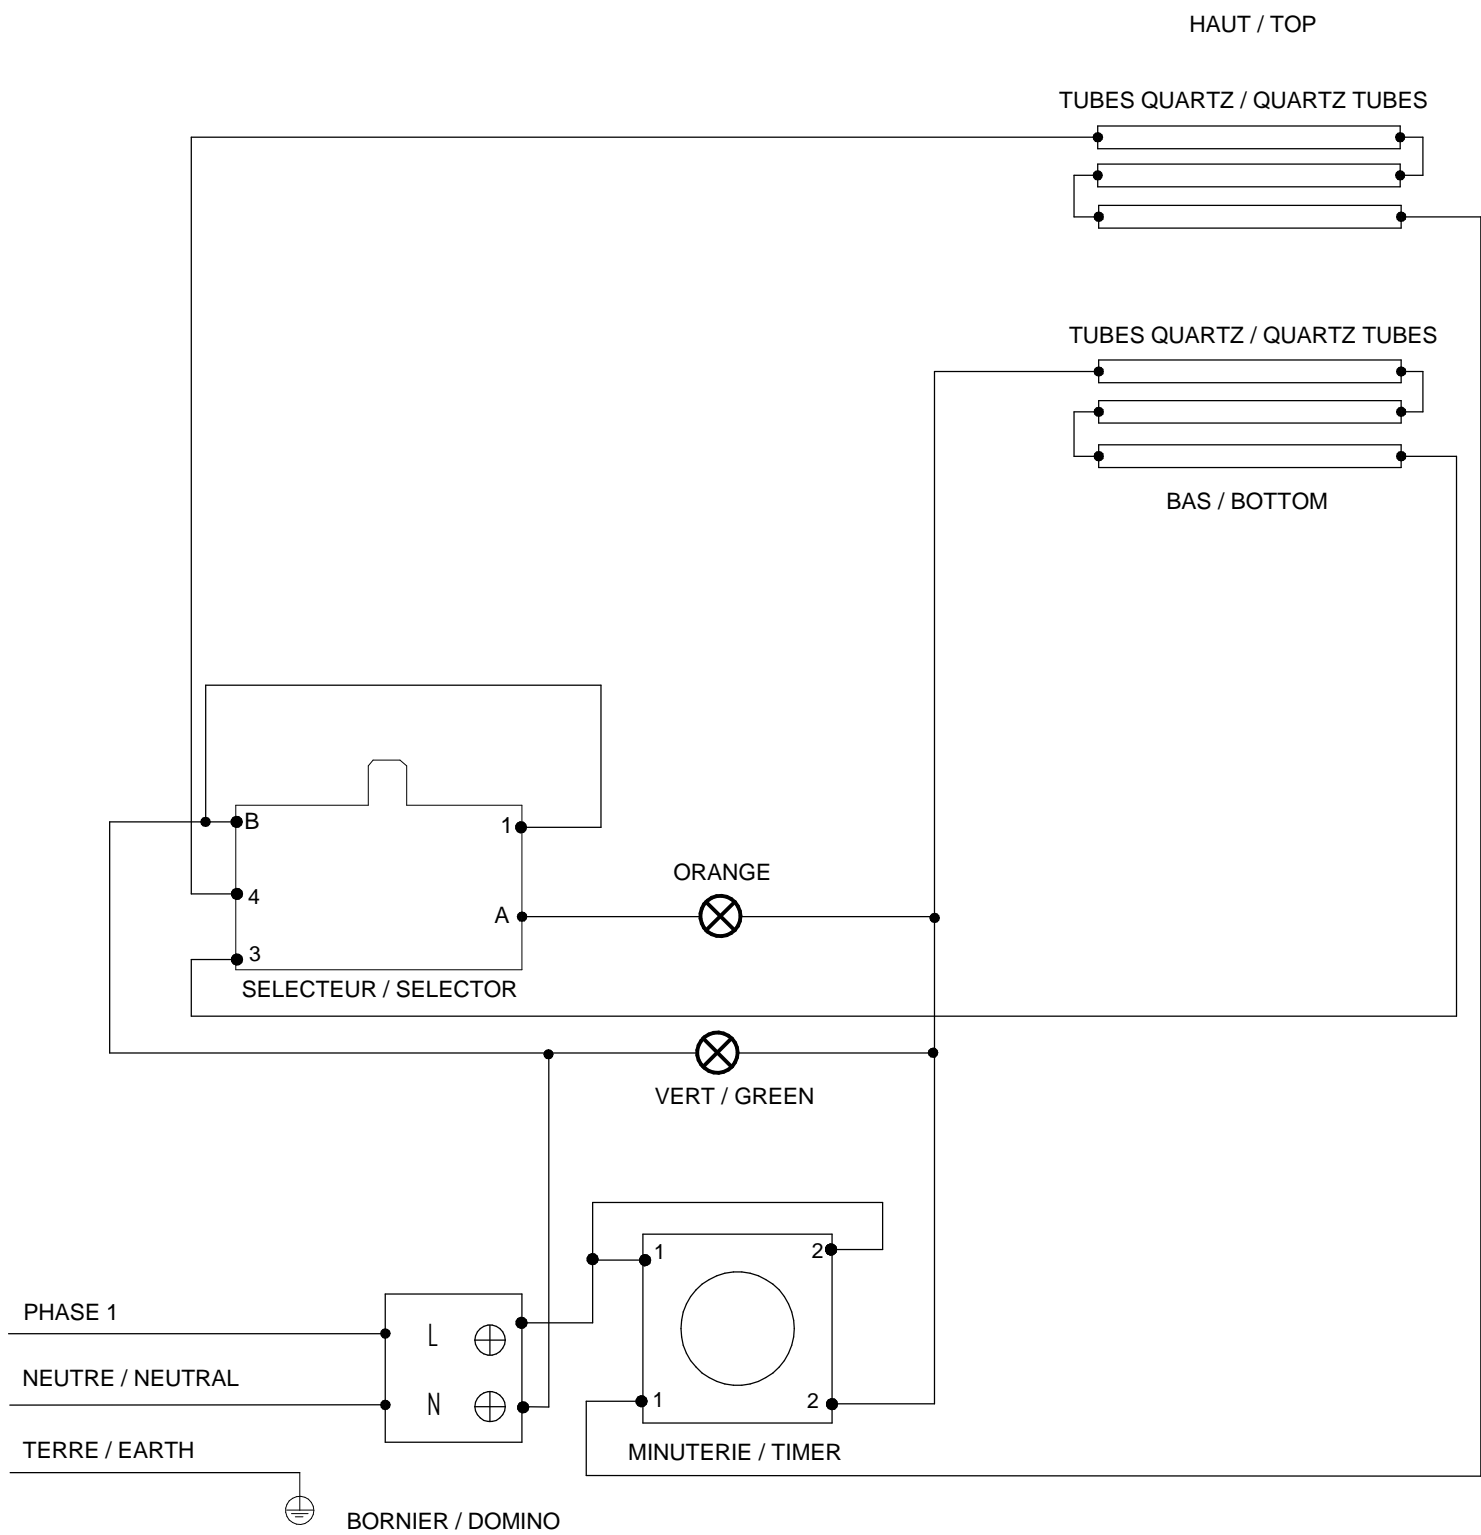 HAUT / TOP
TUBES QUARTZ / QUARTZ TUBES
TUBES QUARTZ / QUARTZ TUBES
BAS / BOTTOM
B
1
4
A
3
SELECTEUR / SELECTOR
ORANGE
VERT / GREEN
1
2
PHASE 1
L
NEUTRE / NEUTRAL
N
1
2
TERRE / EARTH
MINUTERIE / TIMER
BORNIER / DOMINO